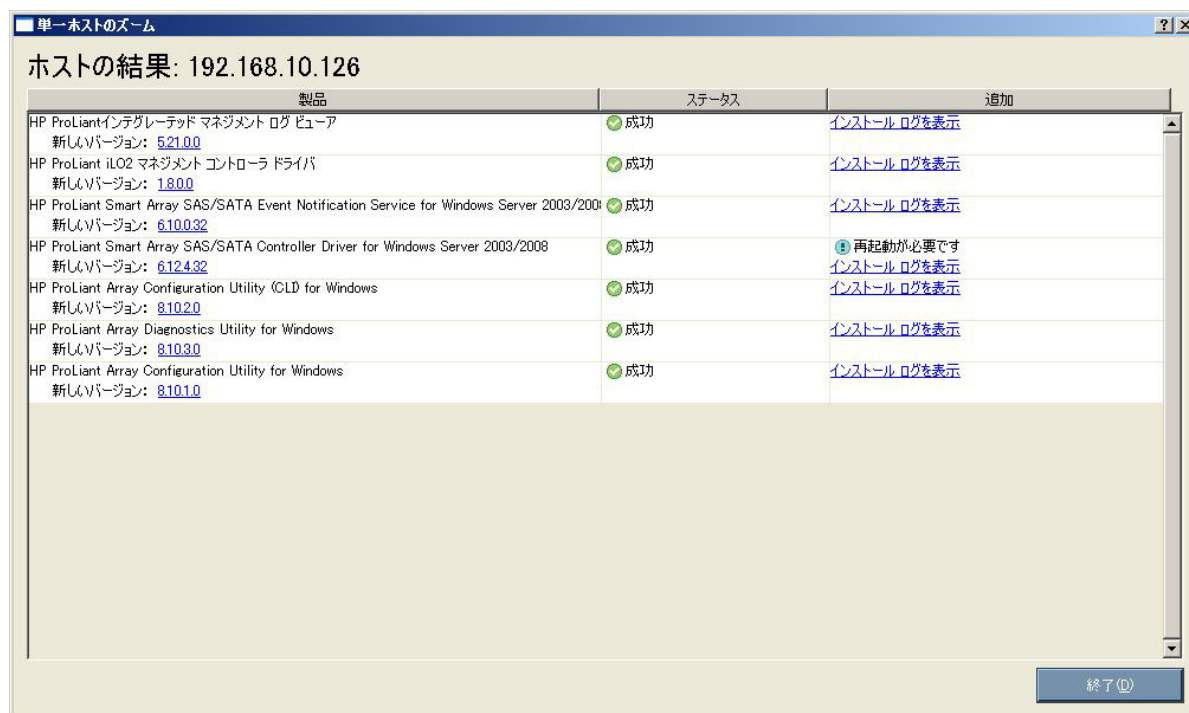 単一ホストのズーム
ホストの結果: 192.168.10.126
製品 ステータス 追加
HP ProLiantインテグレーテッド マネジメント ログ ビューア 成功 インストール ログを表示
新しいバージョン: 5.21.0.0
HP ProLiant iLO2 マネジメント コントローラ ドライバ 成功 インストール ログを表示
新しいバージョン: 1.8.0.0
HP ProLiant Smart Array SAS/SATA Event Notification Service for Windows Server 2003/200 成功 インストール ログを表示
新しいバージョン: 6.10.0.32
HP ProLiant Smart Array SAS/SATA Controller Driver for Windows Server 2003/2008 成功 再起動が必要です
新しいバージョン: 6.12.4.32 インストール ログを表示
HP ProLiant Array Configuration Utility (CLI) for Windows 成功 インストール ログを表示
新しいバージョン: 8.10.2.0
HP ProLiant Array Diagnostics Utility for Windows 成功 インストール ログを表示
新しいバージョン: 8.10.3.0
HP ProLiant Array Configuration Utility for Windows 成功 インストール ログを表示
新しいバージョン: 8.10.1.0
終了(D)